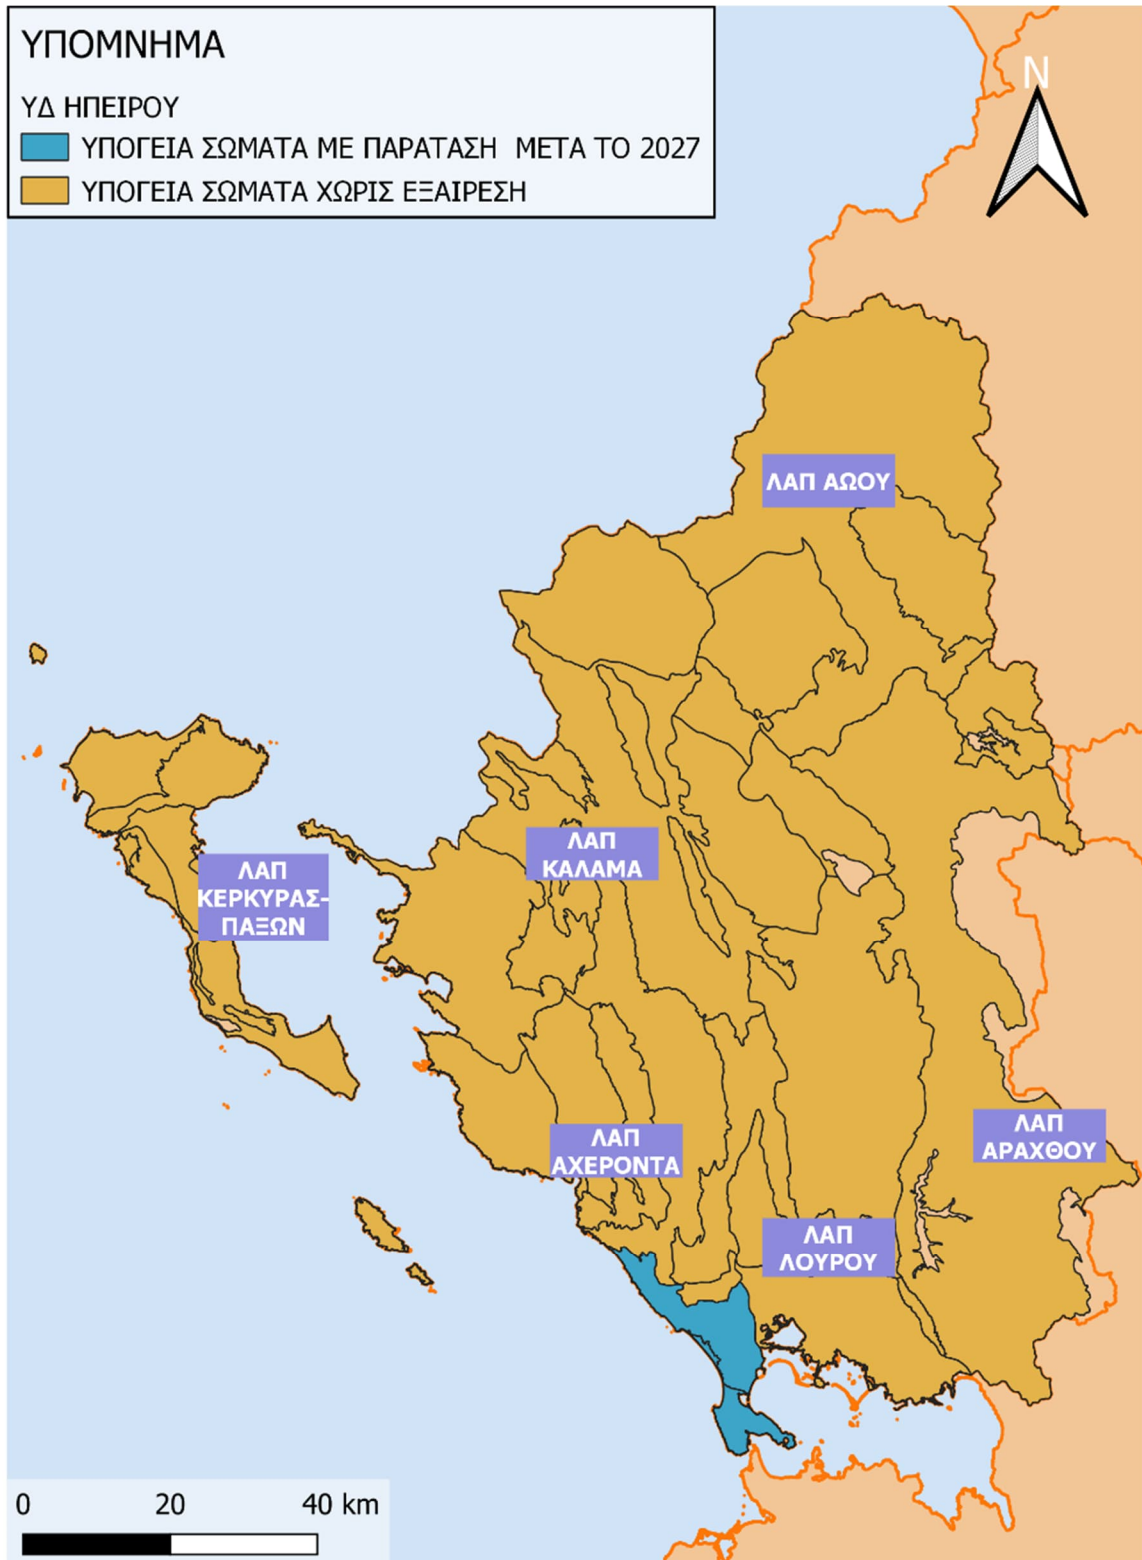 ΥΠΟΜΝΗΜΑ
ΥΔ ΗΠΕΙΡΟΥ
ΥΠΟΓΕΙΑ ΣΩΜΑΤΑ ΜΕ ΠΑΡΑΤΑΣΗ ΜΕΤΑ ΤΟ 2027
ΥΠΟΓΕΙΑ ΣΩΜΑΤΑ ΧΩΡΙΣ ΕΞΑΙΡΕΣΗ
N
ΛΑΠ ΑΩΟΥ
ΛΑΠ
ΚΑΛΑΜΑ
ΛΑΠ
ΚΕΡΚΥΡΑΣ-
ΠΑΞΩΝ
ΛΑΠ
ΑΧΕΡΟΝΤΑ
ΛΑΠ
ΑΡΑΧΘΟΥ
ΛΑΠ
ΛΟΥΡΟΥ
0 20 40 km